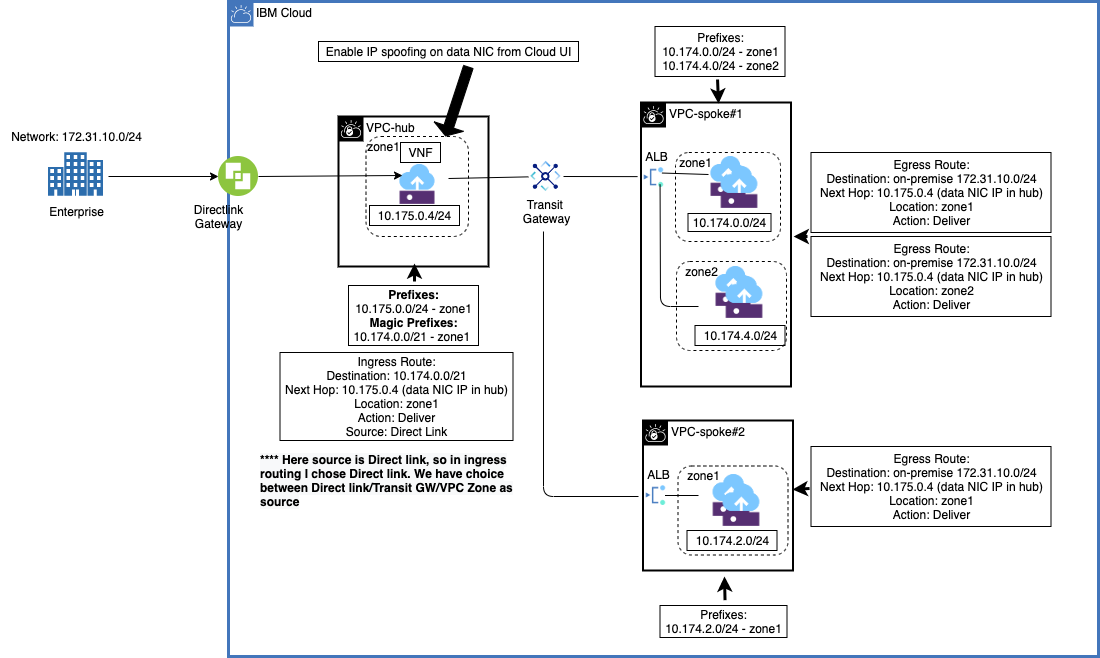 IBM Cloud
Enable IP spoofing on data NIC from Cloud UI
Prefixes:
10.174.0.0/24 - zone1
10.174.4.0/24 - zone2
Network: 172.31.10.0/24
Enterprise
Directlink
Gateway
VPC-hub
zone1
VNF
10.175.0.4/24
Transit
Gateway
VPC-spoke#1
ALB
zone1
10.174.0.0/24
zone2
10.174.4.0/24
Egress Route:
Destination: on-premise 172.31.10.0/24
Next Hop: 10.175.0.4 (data NIC IP in hub)
Location: zone1
Action: Deliver
Egress Route:
Destination: on-premise 172.31.10.0/24
Next Hop: 10.175.0.4 (data NIC IP in hub)
Location: zone2
Action: Deliver
Prefixes:
10.175.0.0/24 - zone1
Magic Prefixes:
10.174.0.0/21 - zone1
Ingress Route:
Destination: 10.174.0.0/21
Next Hop: 10.175.0.4 (data NIC IP in hub)
Location: zone1
Action: Deliver
Source: Direct Link
**** Here source is Direct link, so in ingress
routing I chose Direct link. We have choice
between Direct link/Transit GW/VPC Zone as
source
VPC-spoke#2
ALB
zone1
10.174.2.0/24
Egress Route:
Destination: on-premise 172.31.10.0/24
Next Hop: 10.175.0.4 (data NIC IP in hub)
Location: zone1
Action: Deliver
Prefixes:
10.174.2.0/24 - zone1